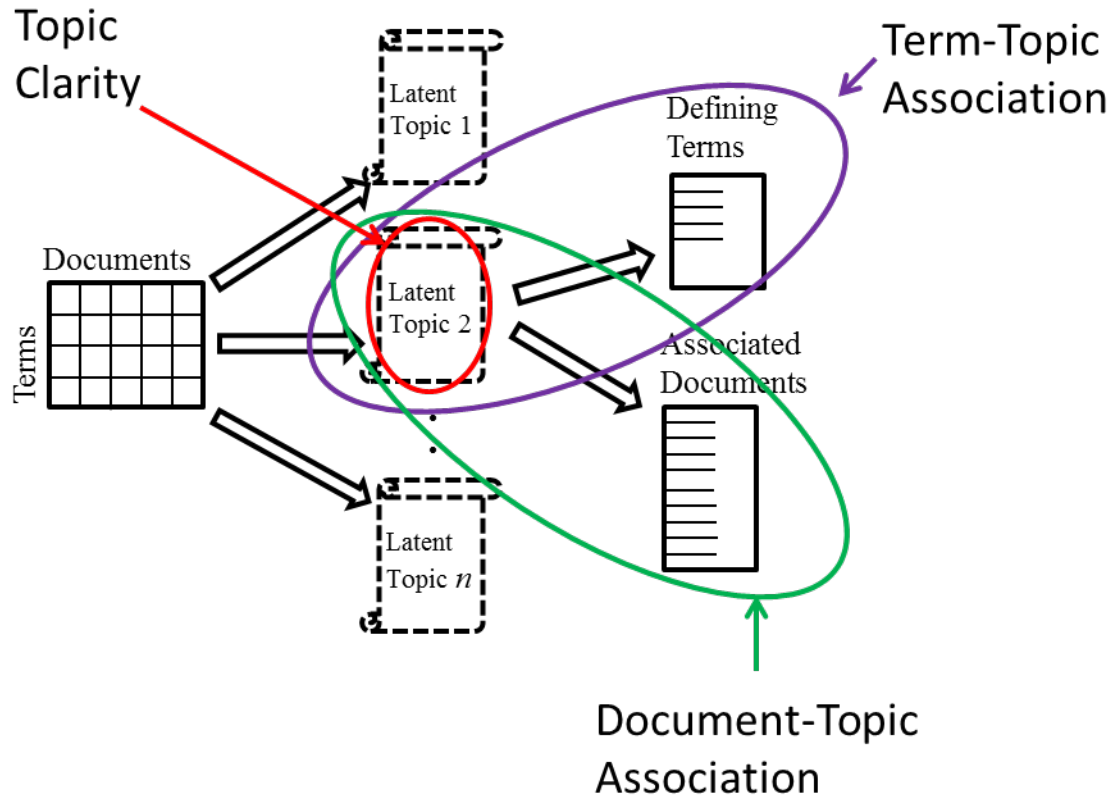 Topic
Clarity
Latent
Topic 1
Term-Topic
Association
Defining
Terms
Documents
Terms
Latent
Topic 2
Associated
Documents
Latent
Topic n
Document-Topic
Association